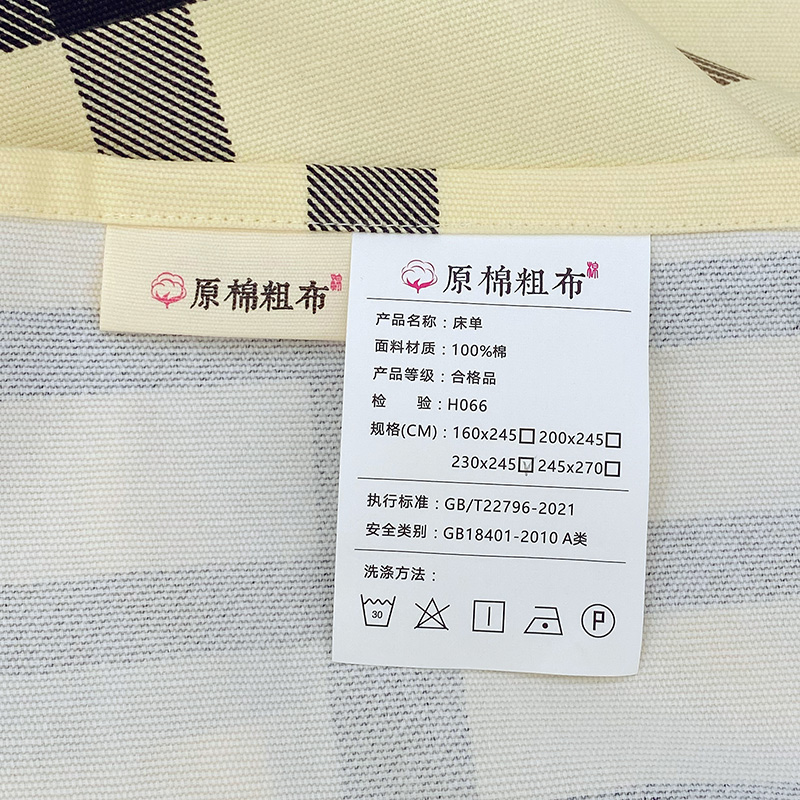 原棉粗布
原棉粗布 棉
产品名称：床单
面料材质：100%棉
产品等级：合格品
检 验：H066
规格(CM)：160x245□ 200x245□
230x245☑ 245x270□
执行标准：GB/T22796-2021
安全类别：GB18401-2010 A类
洗涤方法：
30
P